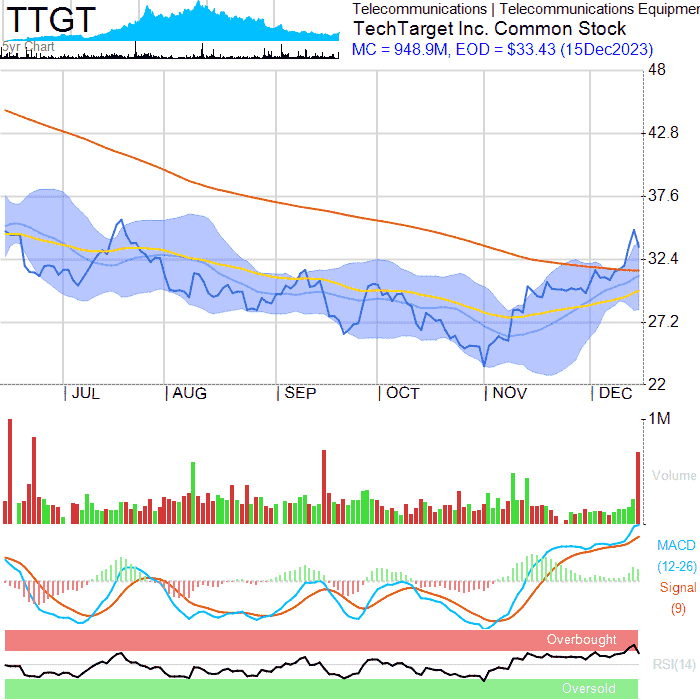 TTGT
5yr Chart
Telecommunications | Telecommunications Equipmen
TechTarget Inc. Common Stock
MC = 948.9M, EOD = $33.43 (15Dec2023)
48
42.8
37.6
32.4
27.2
22
JUL AUG SEP OCT NOV DEC
1M
Volume
MACD
(12-26)
Signal
(9)
Overbought
RSI(14)
Oversold